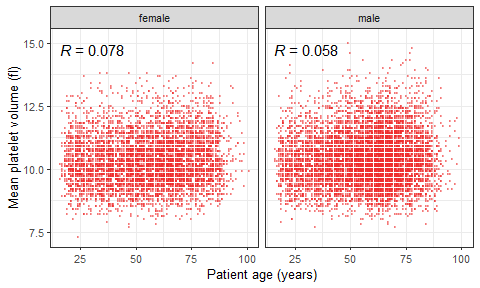 female
male
R = 0.078
R = 0.058
15.0
12.5
10.0
7.5
Mean platelet volume (fl)
25
50
75
100
25
50
75
100
Patient age (years)